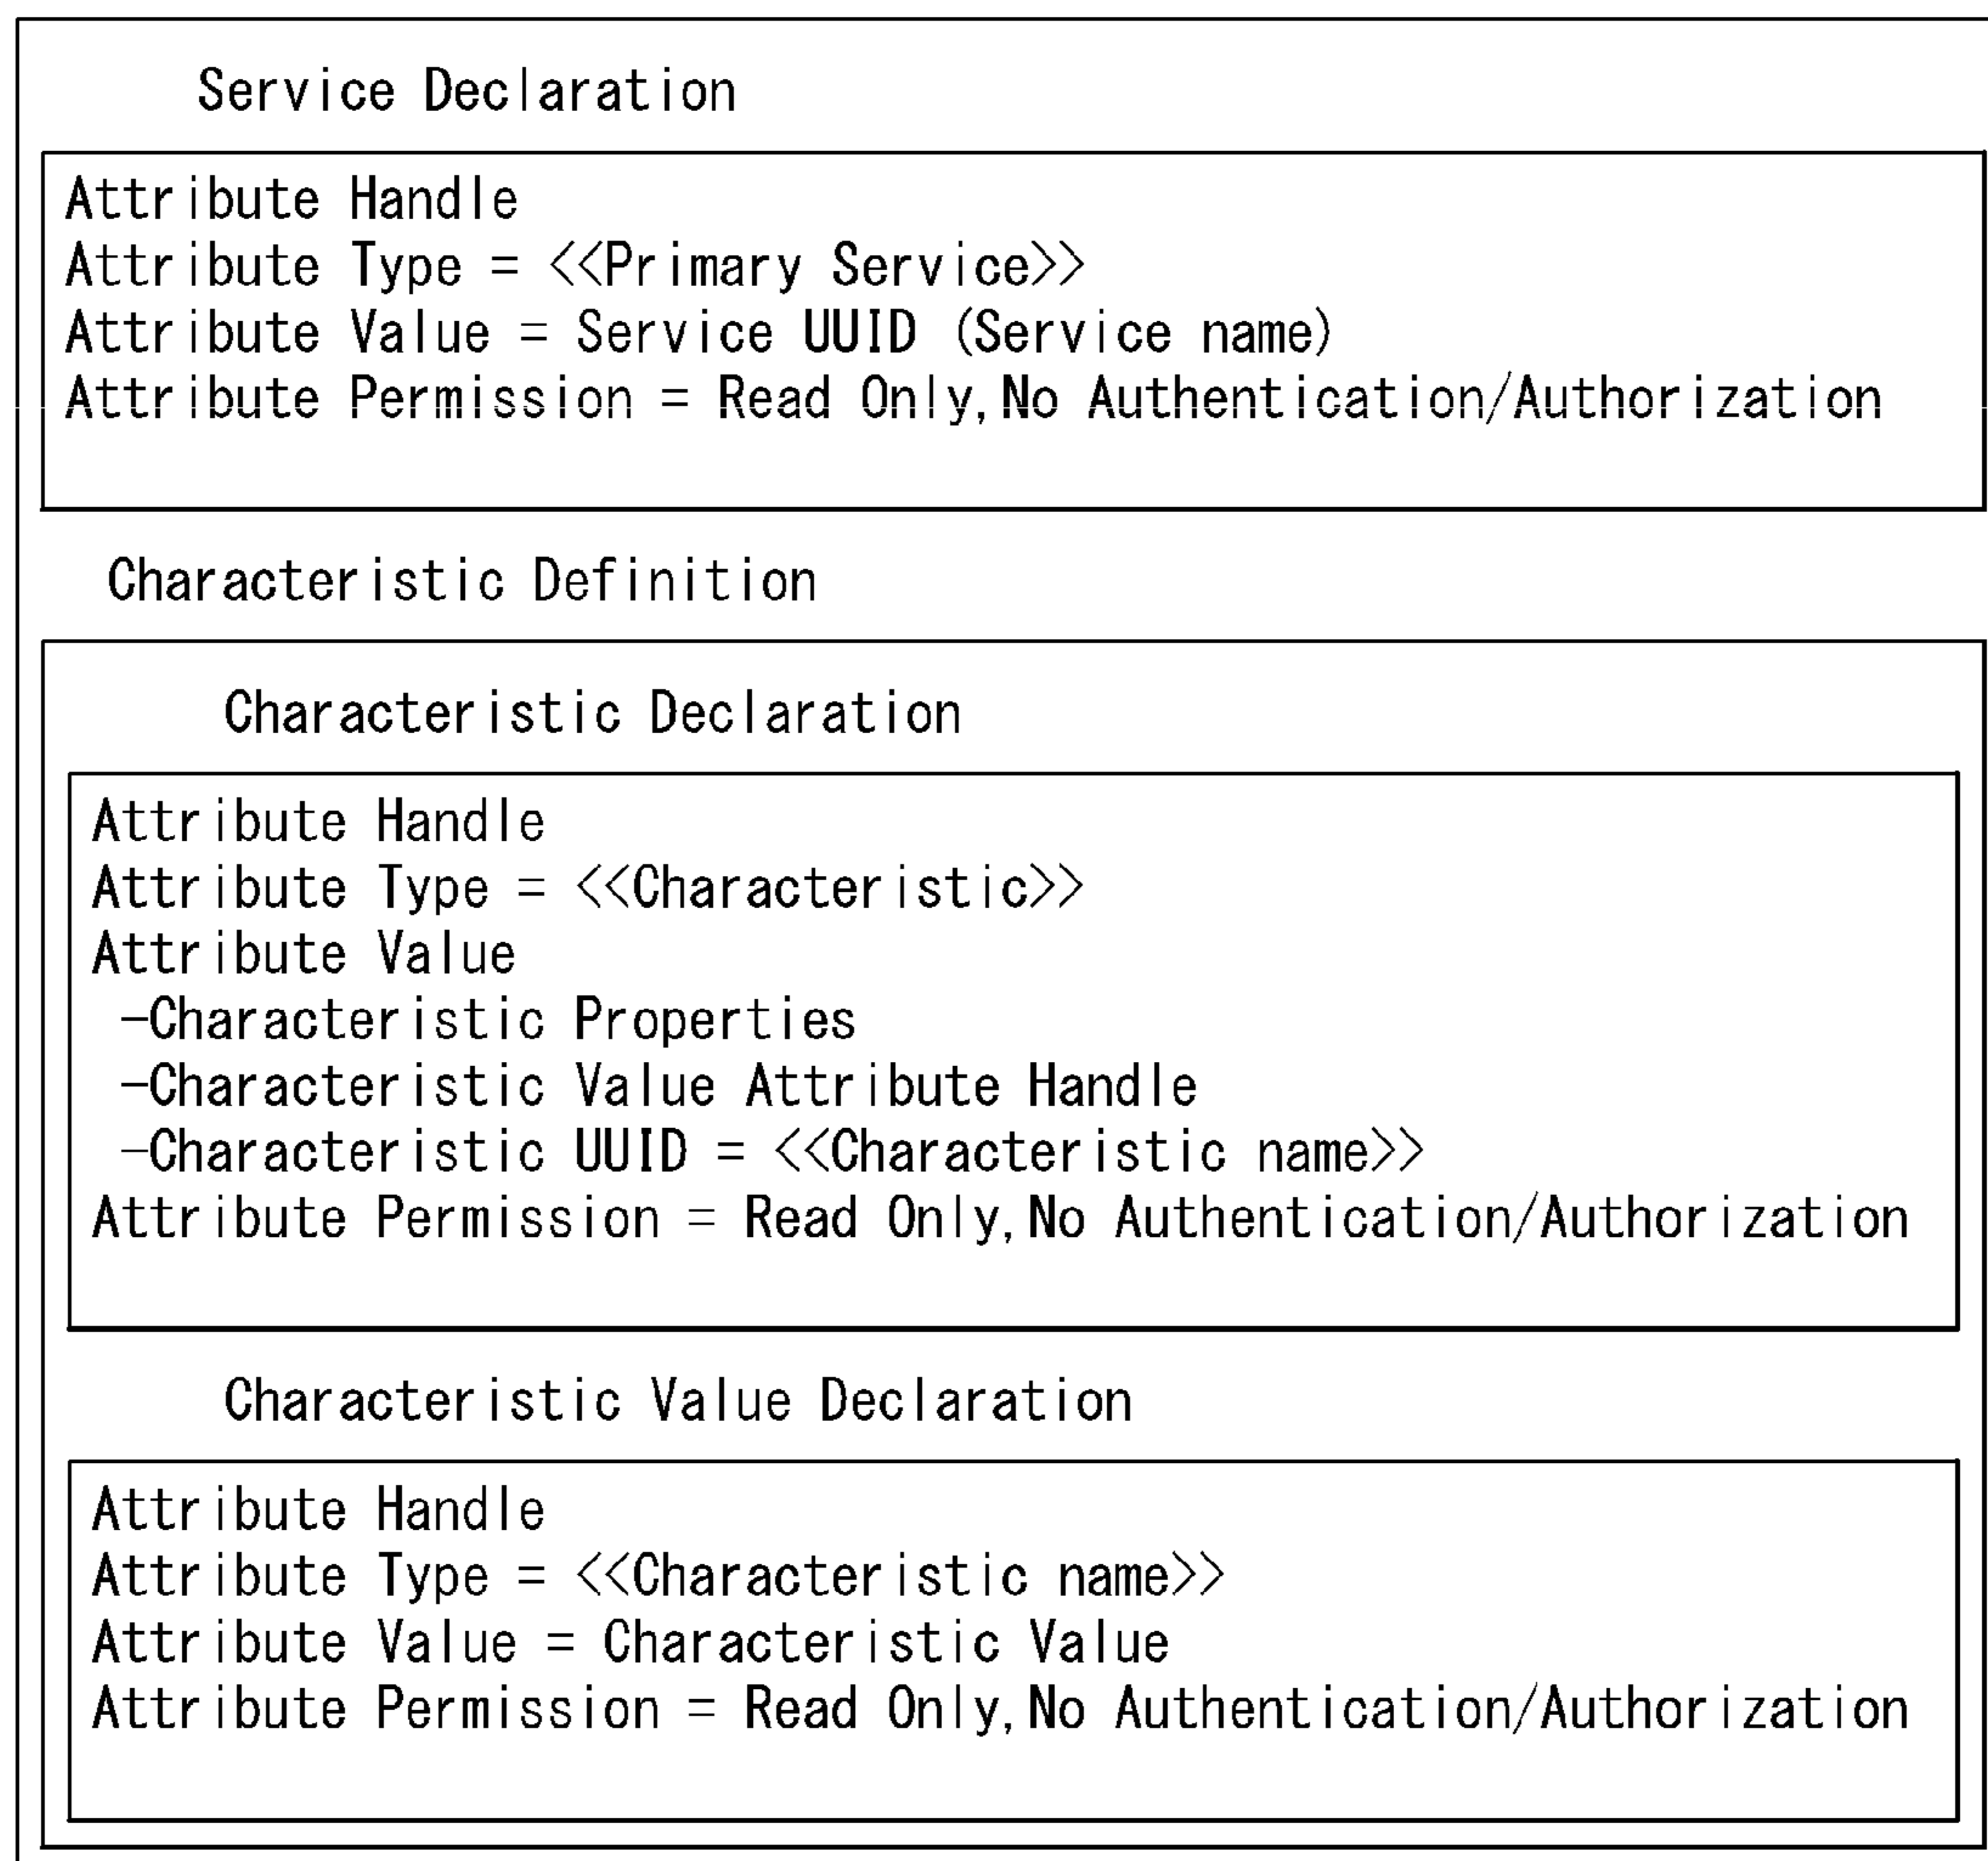 Service Declaration
Attribute Handle
Attribute Type = <<Primary Service>>
Attribute Value = Service UUID (Service name)
Attribute Permission = Read Only,No Authentication/Authorization
Characteristic Definition
Characteristic Declaration
Attribute Handle
Attribute Type = <<Characteristic>>
Attribute Value
-Characteristic Properties
-Characteristic Value Attribute Handle
-Characteristic UUID = <<Characteristic name>>
Attribute Permission = Read Only,No Authentication/Authorization
Characteristic Value Declaration
Attribute Handle
Attribute Type = <<Characteristic name>>
Attribute Value = Characteristic Value
Attribute Permission = Read Only,No Authentication/Authorization